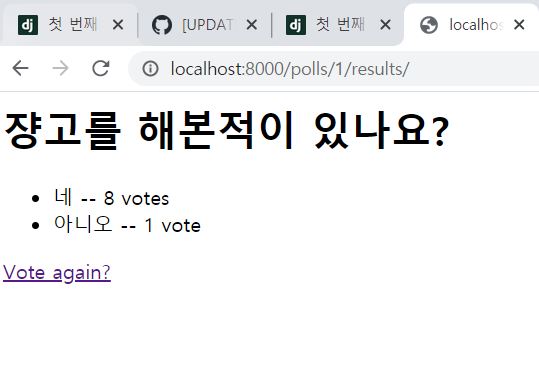 dj 첫 번째
[UPDAT
dj 첫 번째
localhos
localhost:8000/polls/1/results/
쟝고를 해본적이 있나요?
네 -- 8 votes
아니오 -- 1 vote
Vote again?